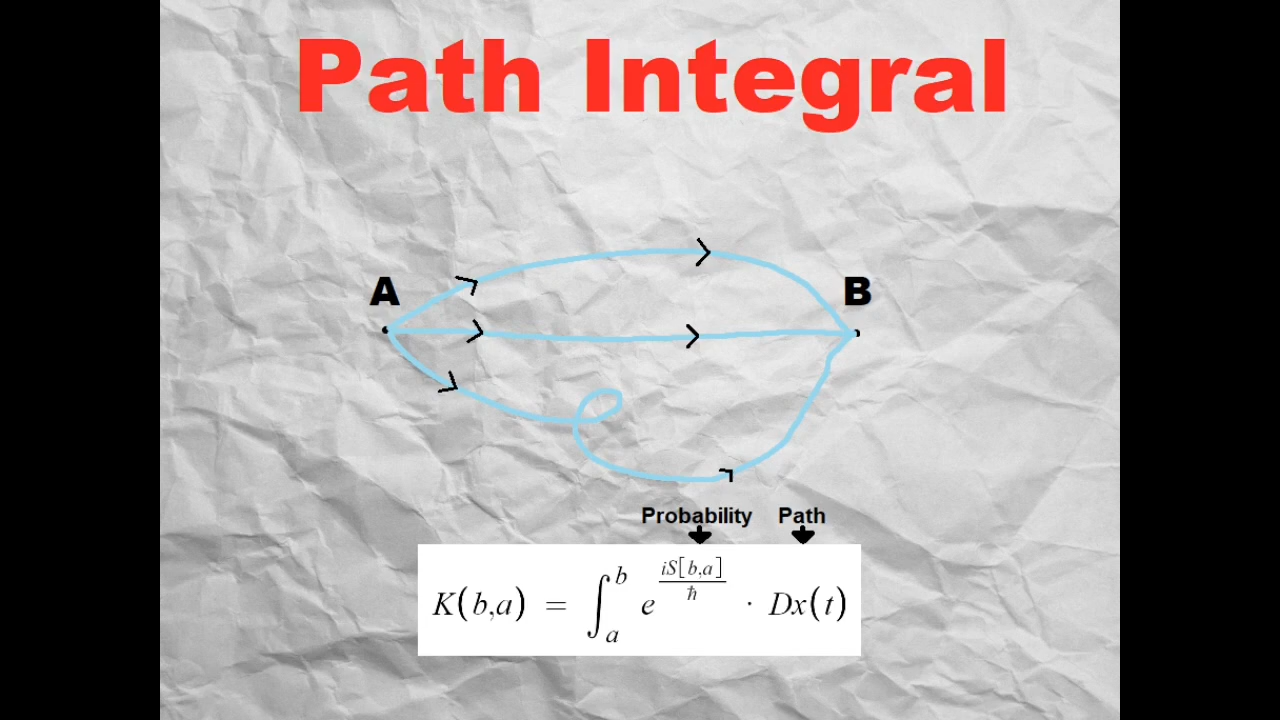 Path Integral
A B
Probability Path
K(b,a) = ∫_a^b e^{iS[b,a]/ħ} · Dx(t)